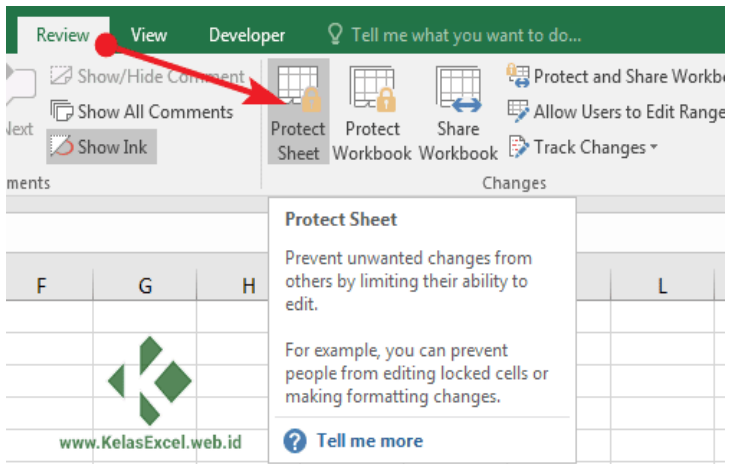 Review View Developer Tell me what you want to do...
Show/Hide Comment
Show All Comments
Next
Show Ink
ments
Protect
Sheet
Protect
Workbook
Share
Workbook
Protect and Share Workbo
Allow Users to Edit Range
Track Changes
Changes
Protect Sheet
Prevent unwanted changes from
others by limiting their ability to
edit.
For example, you can prevent
people from editing locked cells or
making formatting changes.
Tell me more
F G H L
www.KelasExcel.web.id